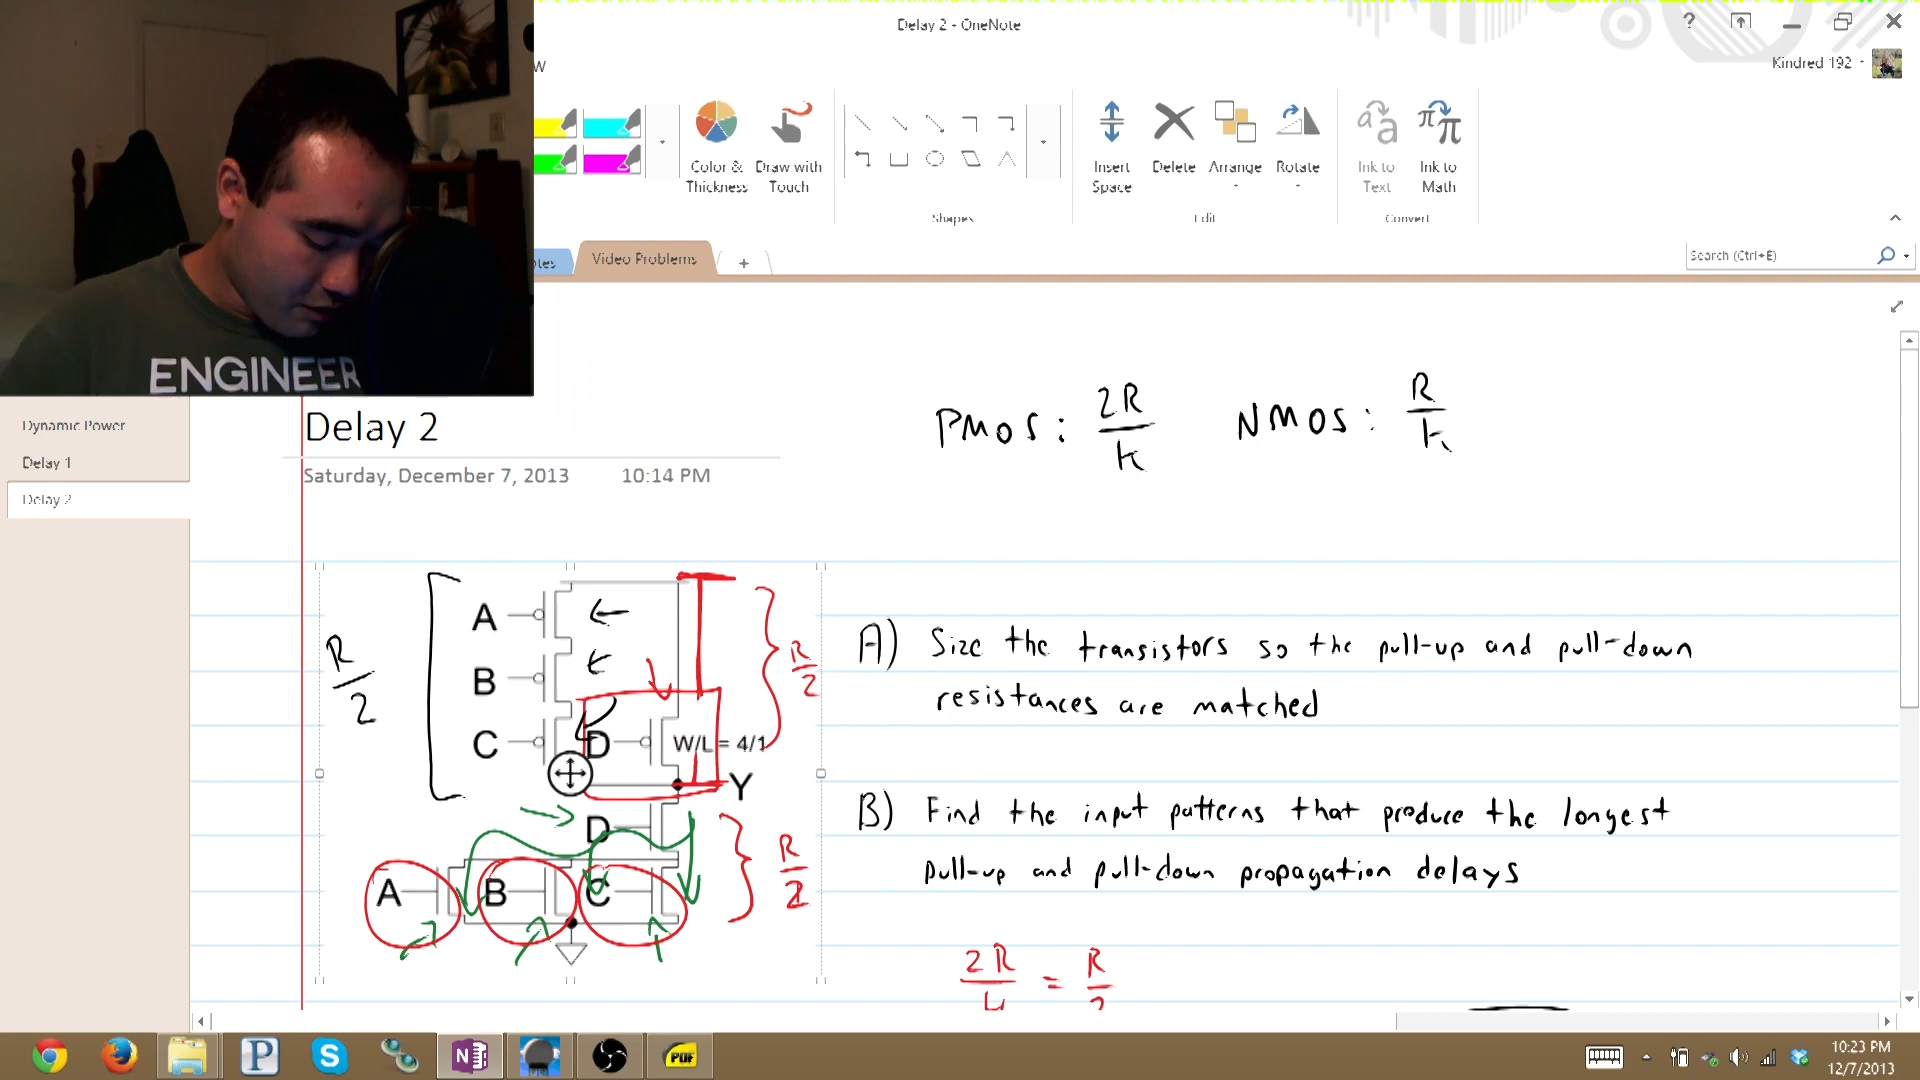 Delay 2 - OneNote
Kindred 192
W
Color & Thickness
Draw with Touch
Insert Space
Delete
Arrange
Rotate
Ink to Text
Ink to Math
Shapes
Edit
Convert
Video Problems
+
Search (Ctrl+E)
ENGINEER
Dynamic Power
Delay 1
Delay 2
Delay 2
Saturday, December 7, 2013 10:14 PM
PMOS: 2R/k NMOS: R/k
A
B
C
D
W/L = 4/1
Y
D
A
B
C
R/2
R/2
R/2
A) Size the transistors so the pull-up and pull-down
resistances are matched
B) Find the input patterns that produce the longest
pull-up and pull-down propagation delays
2R/4 = R/2
10:23 PM
12/7/2013